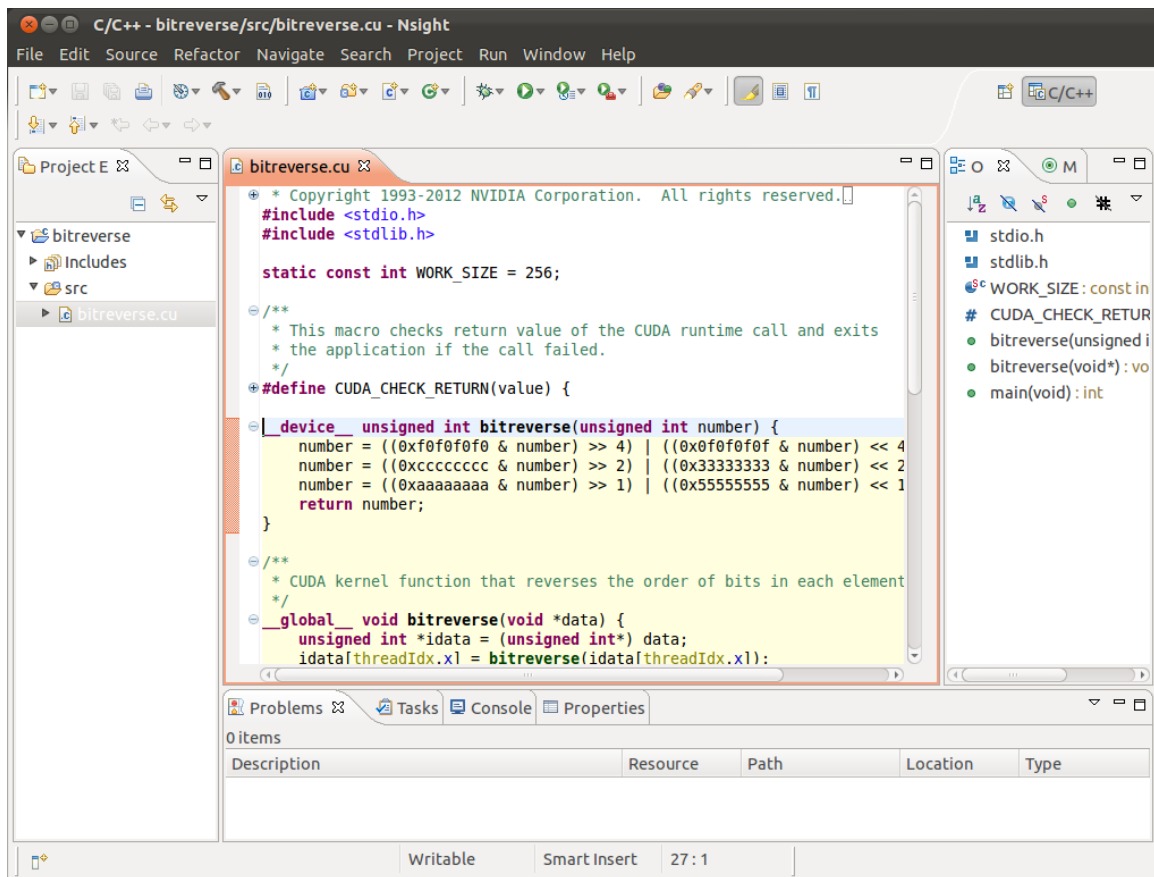 C/C++ - bitreverse/src/bitreverse.cu - Nsight
File Edit Source Refactor Navigate Search Project Run Window Help
C/C++
Project E
bitreverse
Includes
src
bitreverse.cu
bitreverse.cu
* Copyright 1993-2012 NVIDIA Corporation.  All rights reserved.
#include <stdio.h>
#include <stdlib.h>
static const int WORK_SIZE = 256;
/**
* This macro checks return value of the CUDA runtime call and exits
* the application if the call failed.
*/
#define CUDA_CHECK_RETURN(value) {
__device__ unsigned int bitreverse(unsigned int number) {
number = ((0xf0f0f0f0 & number) >> 4) | ((0x0f0f0f0f & number) << 4
number = ((0xcccccccc & number) >> 2) | ((0x33333333 & number) << 2
number = ((0xaaaaaaaa & number) >> 1) | ((0x55555555 & number) << 1
return number;
}
/**
* CUDA kernel function that reverses the order of bits in each element
*/
__global__ void bitreverse(void *data) {
unsigned int *idata = (unsigned int*) data;
idata[threadIdx.x] = bitreverse(idata[threadIdx.x]);
O M
stdio.h
stdlib.h
WORK_SIZE : const in
# CUDA_CHECK_RETUR
bitreverse(unsigned i
bitreverse(void*) : vo
main(void) : int
Problems Tasks Console Properties
0 items
Description Resource Path Location Type
Writable Smart Insert 27 : 1